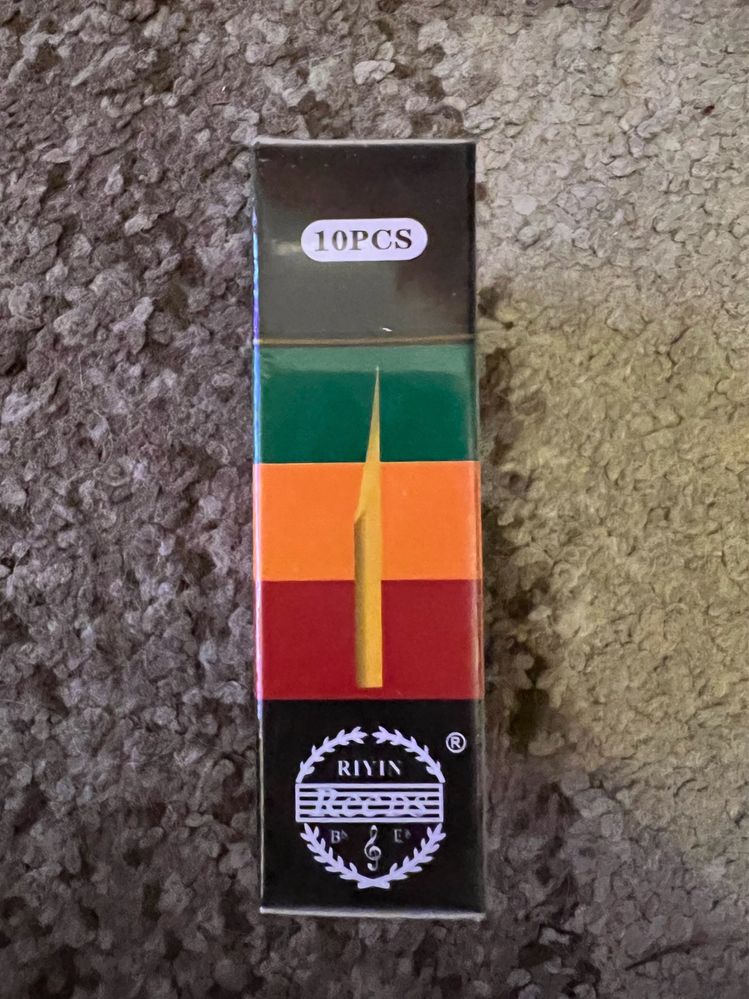 10PCS
®
RIYIN
Reeds
B♭ E♭